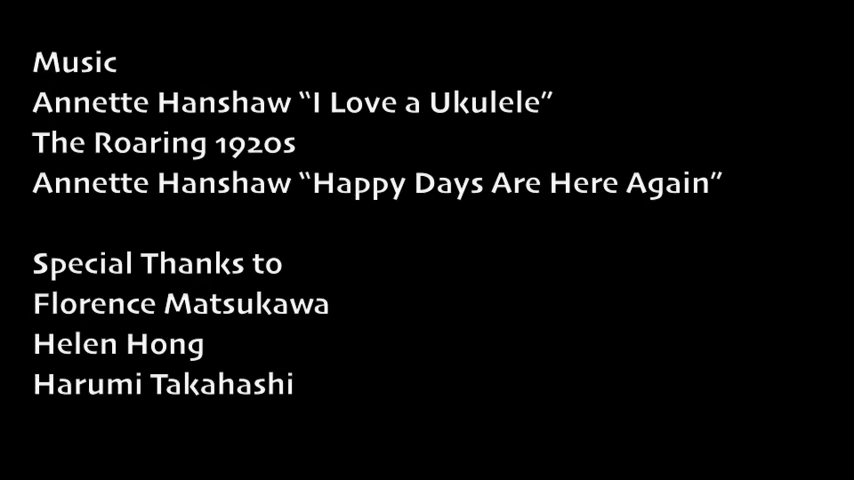 Music
Annette Hanshaw “I Love a Ukulele”
The Roaring 1920s
Annette Hanshaw “Happy Days Are Here Again”
Special Thanks to
Florence Matsukawa
Helen Hong
Harumi Takahashi